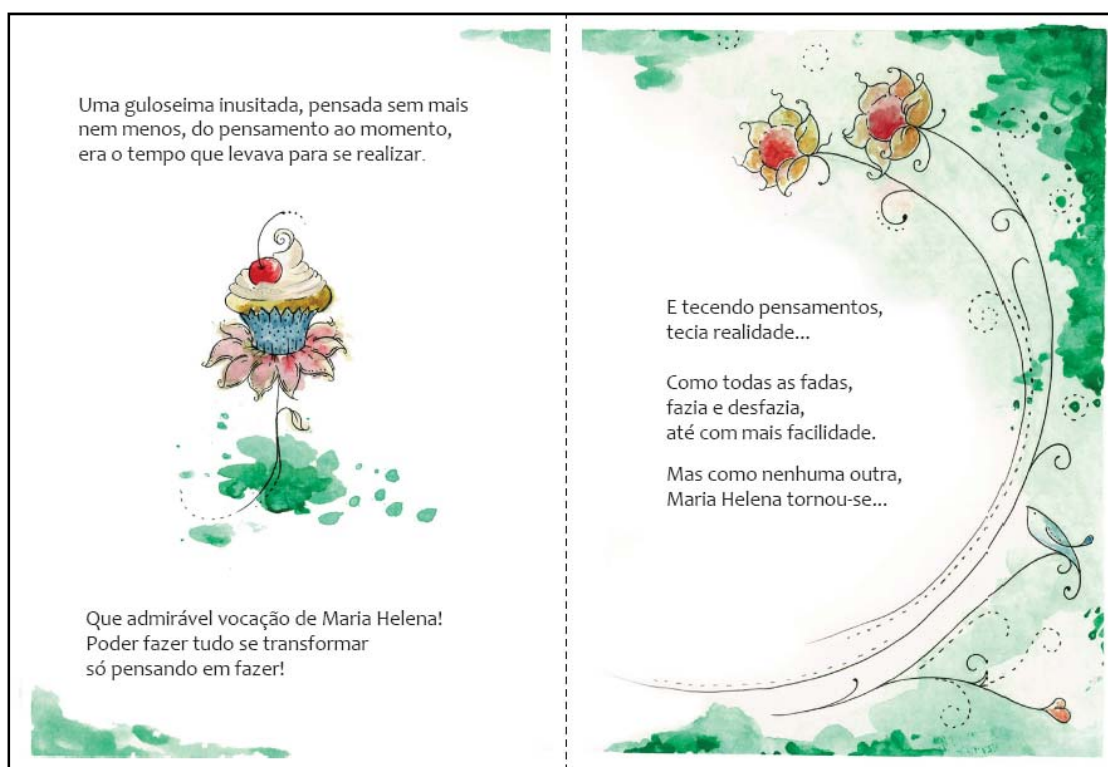 Uma guloseima inusitada, pensada sem mais
nem menos, do pensamento ao momento,
era o tempo que levava para se realizar.
Que admirável vocação de Maria Helena!
Poder fazer tudo se transformar
só pensando em fazer!
E tecendo pensamentos,
tecia realidade...
Como todas as fadas,
fazia e desfazia,
até com mais facilidade.
Mas como nenhuma outra,
Maria Helena tornou-se...